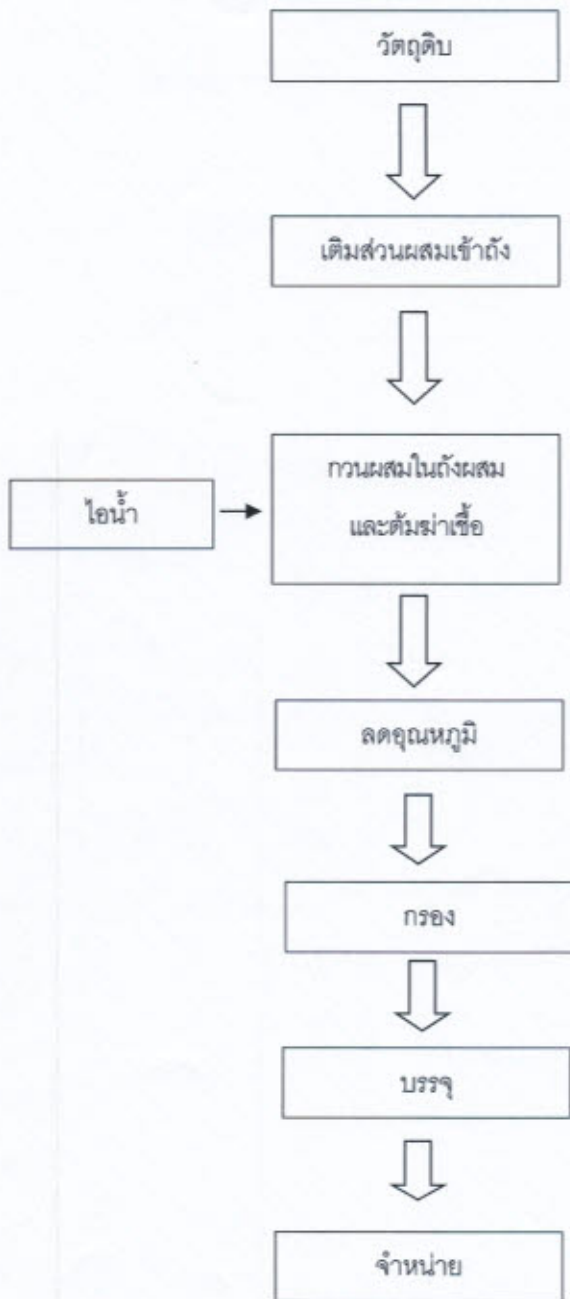 วัตถุดิบ
เติมส่วนผสมเข้าถัง
กวนผสมในถังผสม
ไอน้ำ
และต้มฆ่าเชื้อ
ลดอุณหภูมิ
กรอง
บรรจุ
จำหน่าย